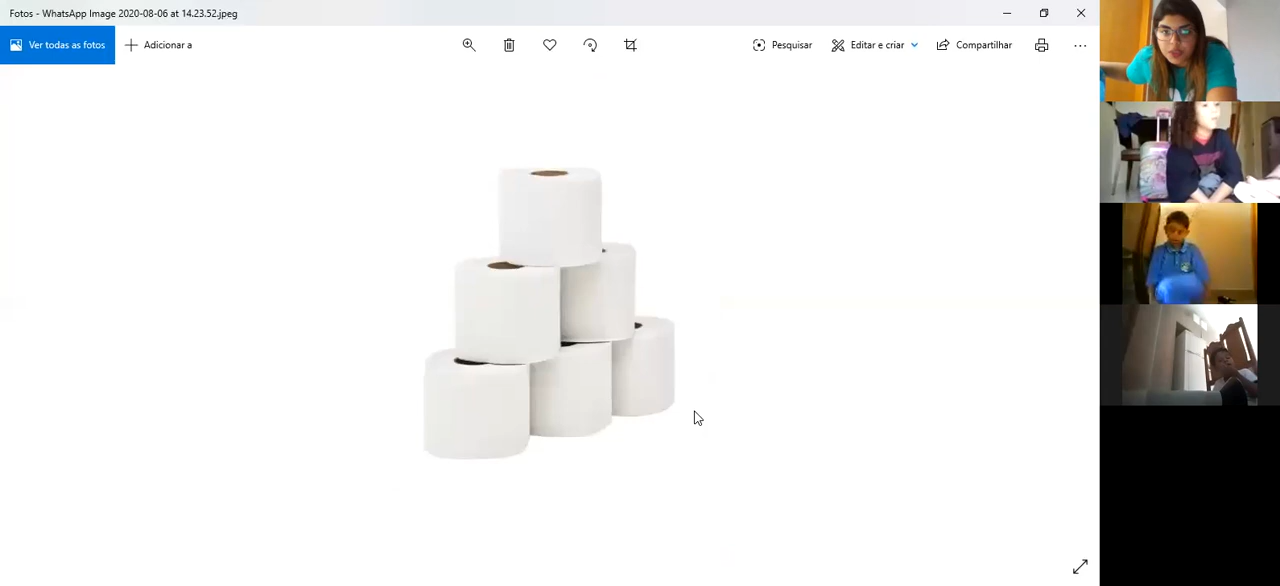 Fotos - WhatsApp Image 2020-08-06 at 14.23.52.jpeg
Ver todas as fotos Adicionar a Pesquisar Editar e criar Compartilhar